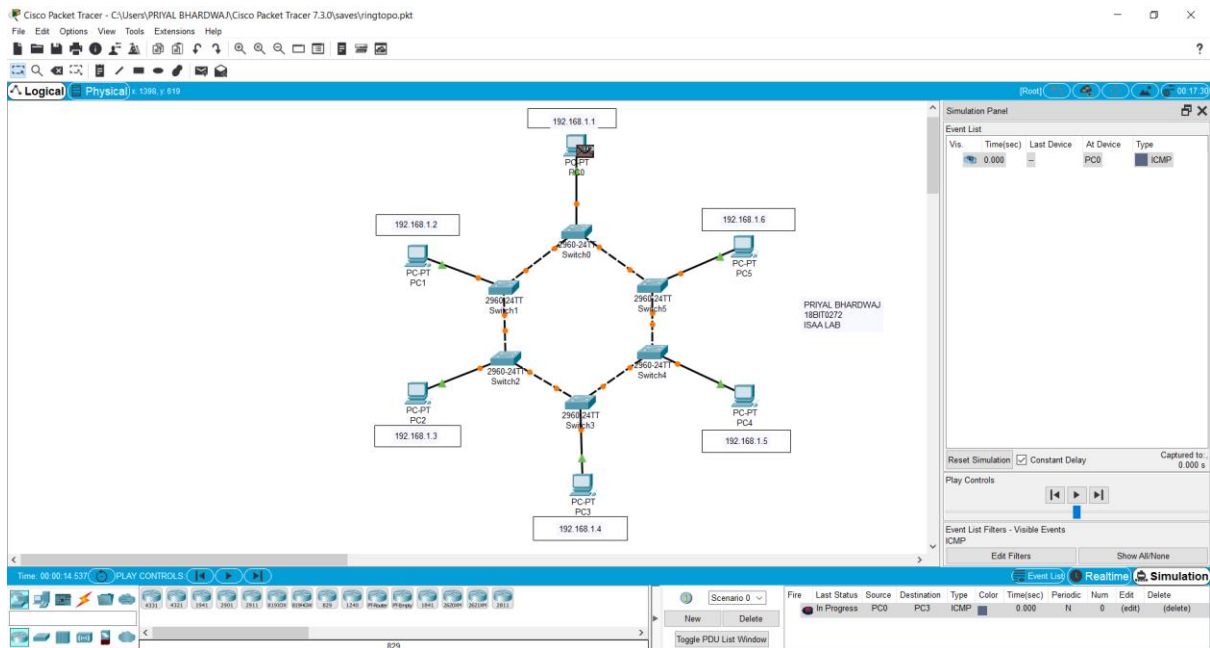 Cisco Packet Tracer - C:\Users\PRIYAL BHARDWAJ\Cisco Packet Tracer 7.3.0\saves\ringtopo.pkt
File Edit Options View Tools Extensions Help
?
Logical Physical x: 1398, y: 819 [Root] 00:17:30
192.168.1.1
PC-PT
PC0
192.168.1.2
192.168.1.6
2960-24TT
Switch0
PC-PT
PC1
PC-PT
PC5
2960-24TT
Switch1
2960-24TT
Switch5
PRIYAL BHARDWAJ
18BIT0272
ISAA LAB
2960-24TT
Switch2
2960-24TT
Switch4
PC-PT
PC2
2960-24TT
Switch3
PC-PT
PC4
192.168.1.3
192.168.1.5
PC-PT
PC3
192.168.1.4
Simulation Panel
Event List
Vis. Time(sec) Last Device At Device Type
0.000 -- PC0 ICMP
Reset Simulation Constant Delay Captured to:
0.000 s
Play Controls
Event List Filters - Visible Events
ICMP
Edit Filters Show All/None
Time: 00:00:14.537 PLAY CONTROLS: Event List Realtime Simulation
4331 4321 1941 2901 2911 819IOX 819HGW 829 1240 PT-Router PT-Empty 1841 2620XM 2621XM 2811
829
Scenario 0
New Delete
Toggle PDU List Window
Fire Last Status Source Destination Type Color Time(sec) Periodic Num Edit Delete
In Progress PC0 PC3 ICMP 0.000 N 0 (edit) (delete)